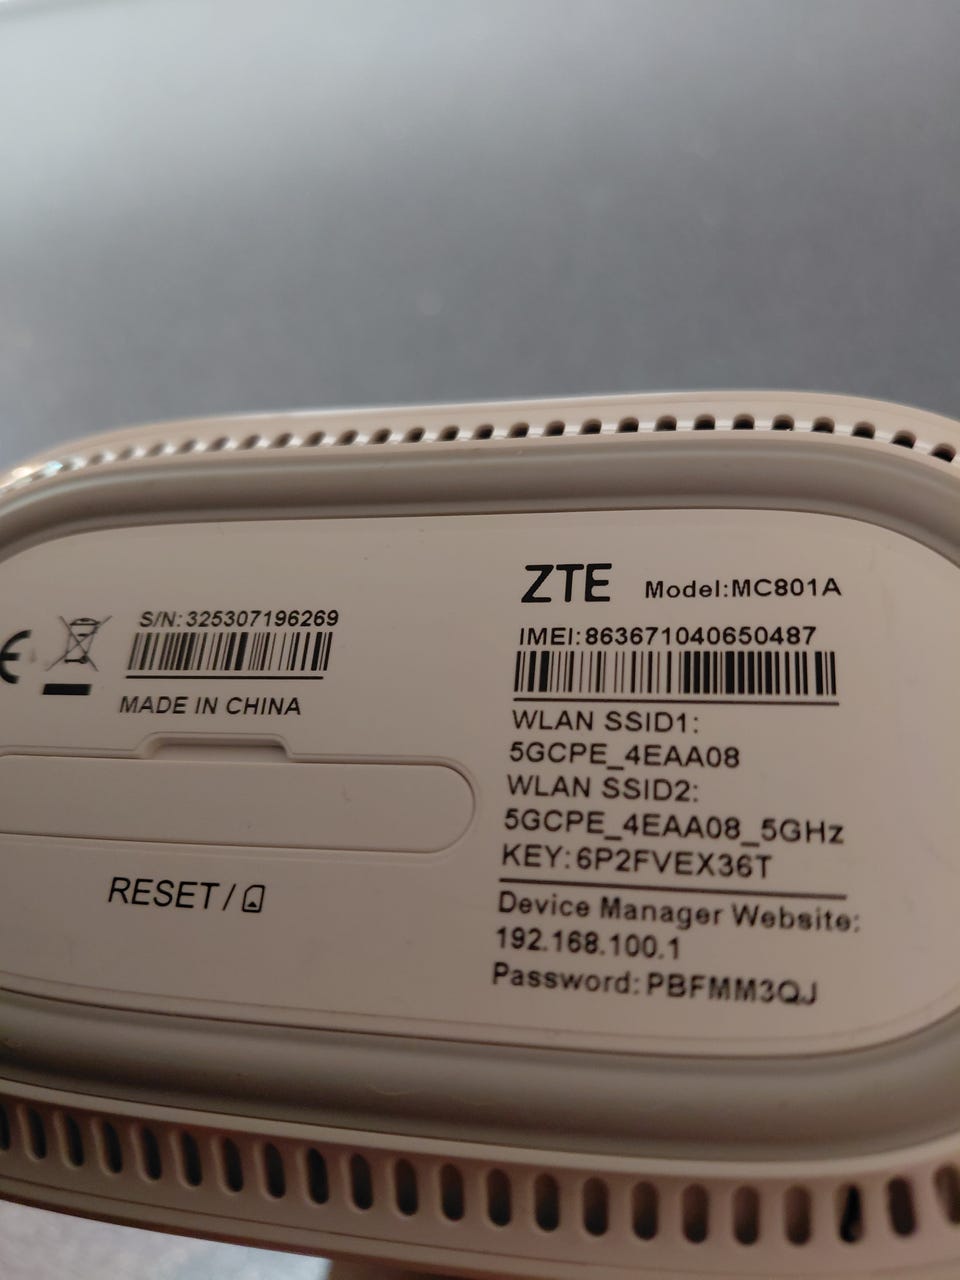 S/N:325307196269
MADE IN CHINA
RESET/
ZTE Model:MC801A
IMEI:863671040650487
WLAN SSID1:
5GCPE_4EAA08
WLAN SSID2:
5GCPE_4EAA08_5GHz
KEY:6P2FVEX36T
Device Manager Website:
192.168.100.1
Password:PBFMM3QJ